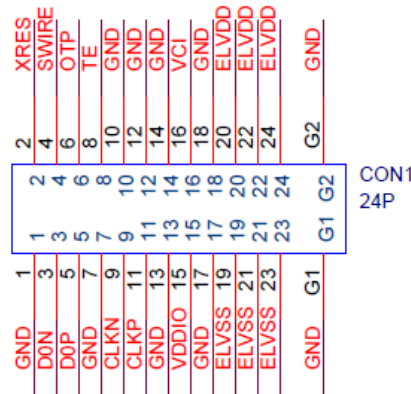 XRES SWIRE OTP TE GND GND GND VCI GND ELVDD ELVDD ELVDD GND
2 4 6 8 10 12 14 16 18 20 22 24 G2
2 4 6 8 10 12 14 16 18 20 22 24 G2
CON1
24P
1 3 5 7 9 11 13 15 17 19 21 23 G1
1 3 5 7 9 11 13 15 17 19 21 23 G1
GND D0N D0P GND CLKN CLKP GND VDDIO GND ELVSS ELVSS ELVSS GND